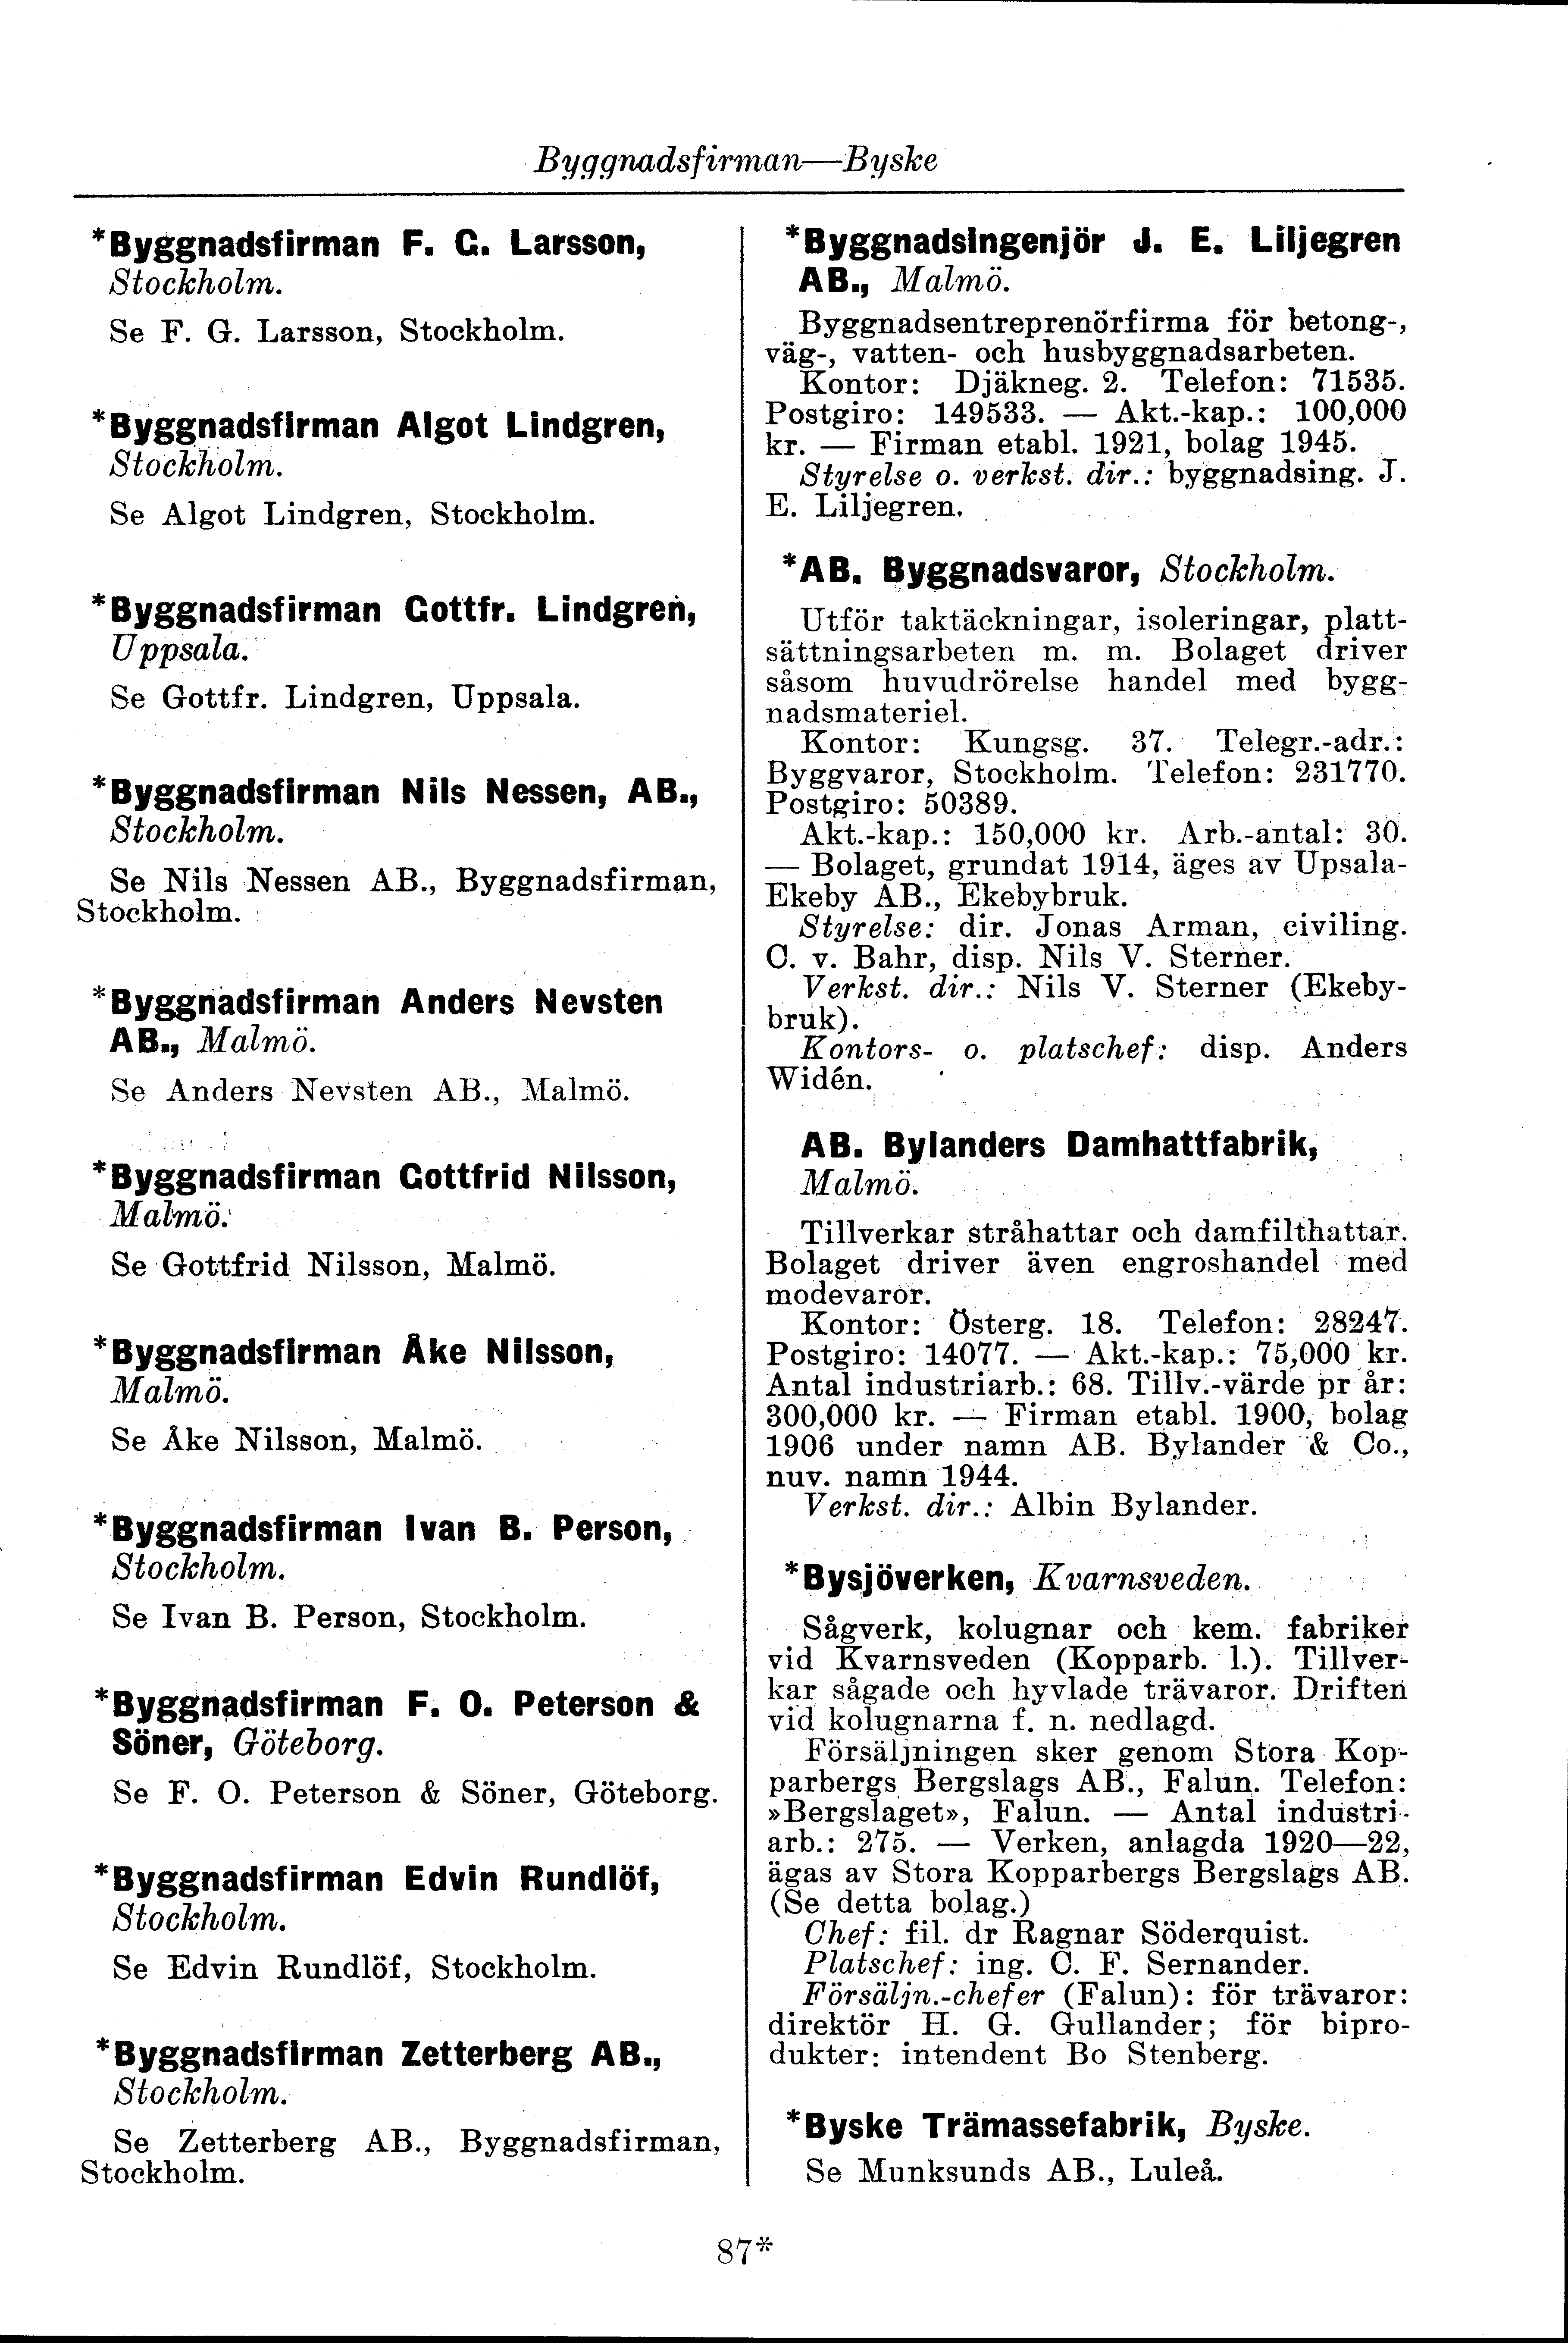 Byggnadsfirman—Byske
*Byggnadsfirman F. G. Larsson,
Stockholm.
Se F. G. Larsson, Stockholm.
*Byggnadsfirman Algot Lindgren,
Stockholm.
Se Algot Lindgren, Stockholm.
*Byggnadsfirman Gottfr. Lindgren,
Uppsala.
Se Gottfr. Lindgren, Uppsala.
*Byggnadsfirman Nils Nessen, AB.,
Stockholm.
Se Nils Nessen AB., Byggnadsfirman,
Stockholm.
*Byggnadsfirman Anders Nevsten
AB., Malmö.
Se Anders Nevsten AB., Malmö.
*Byggnadsfirman Gottfrid Nilsson,
Malmö.
Se Gottfrid Nilsson, Malmö.
*Byggnadsfirman Åke Nilsson,
Malmö.
Se Åke Nilsson, Malmö.
*Byggnadsfirman Ivan B. Person,
Stockholm.
Se Ivan B. Person, Stockholm.
*Byggnadsfirman F. O. Peterson &
Söner, Göteborg.
Se F. O. Peterson & Söner, Göteborg.
*Byggnadsfirman Edvin Rundlöf,
Stockholm.
Se Edvin Rundlöf, Stockholm.
*Byggnadsfirman Zetterberg AB.,
Stockholm.
Se Zetterberg AB., Byggnadsfirman,
Stockholm.
*Byggnadsingenjör J. E. Liljegren
AB., Malmö.
Byggnadsentreprenörfirma för betong-,
väg-, vatten- och husbyggnadsarbeten.
Kontor: Djäkneg. 2. Telefon: 71535.
Postgiro: 149533. — Akt.-kap.: 100,000
kr. — Firman etabl. 1921, bolag 1945.
Styrelse o. verkst. dir.: byggnadsing. J.
E. Liljegren.
*AB. Byggnadsvaror, Stockholm.
Utför taktäckningar, isoleringar, platt-
sättningsarbeten m. m. Bolaget driver
såsom huvudrörelse handel med bygg-
nadsmateriel.
Kontor: Kungsg. 37. Telegr.-adr.:
Byggvaror, Stockholm. Telefon: 231770.
Postgiro: 50389.
Akt.-kap.: 150,000 kr. Arb.-antal: 30.
— Bolaget, grundat 1914, äges av Upsala-
Ekeby AB., Ekebybruk.
Styrelse: dir. Jonas Arman, civiling.
C. v. Bahr, disp. Nils V. Sterner.
Verkst. dir.: Nils V. Sterner (Ekeby-
bruk).
Kontors- o. platschef: disp. Anders
Widén.
AB. Bylanders Damhattfabrik,
Malmö.
Tillverkar stråhattar och damfilthattar.
Bolaget driver även engroshandel med
modevaror.
Kontor: Österg. 18. Telefon: 28247.
Postgiro: 14077. — Akt.-kap.: 75,000 kr.
Antal industriarb.: 68. Tillv.-värde pr år:
300,000 kr. — Firman etabl. 1900, bolag
1906 under namn AB. Bylander & Co.,
nuv. namn 1944.
Verkst. dir.: Albin Bylander.
*Bysjöverken, Kvarnsveden.
Sågverk, kolugnar och kem. fabriker
vid Kvarnsveden (Kopparb. l.). Tillver-
kar sågade och hyvlade trävaror. Driften
vid kolugnarna f. n. nedlagd.
Försäljningen sker genom Stora Kop-
parbergs Bergslags AB., Falun. Telefon:
»Bergslaget», Falun. — Antal industri-
arb.: 275. — Verken, anlagda 1920—22,
ägas av Stora Kopparbergs Bergslags AB.
(Se detta bolag.)
Chef: fil. dr Ragnar Söderquist.
Platschef: ing. C. F. Sernander.
Försäljn.-chefer (Falun): för trävaror:
direktör H. G. Gullander; för bipro-
dukter: intendent Bo Stenberg.
*Byske Trämassefabrik, Byske.
Se Munksunds AB., Luleå.
87*